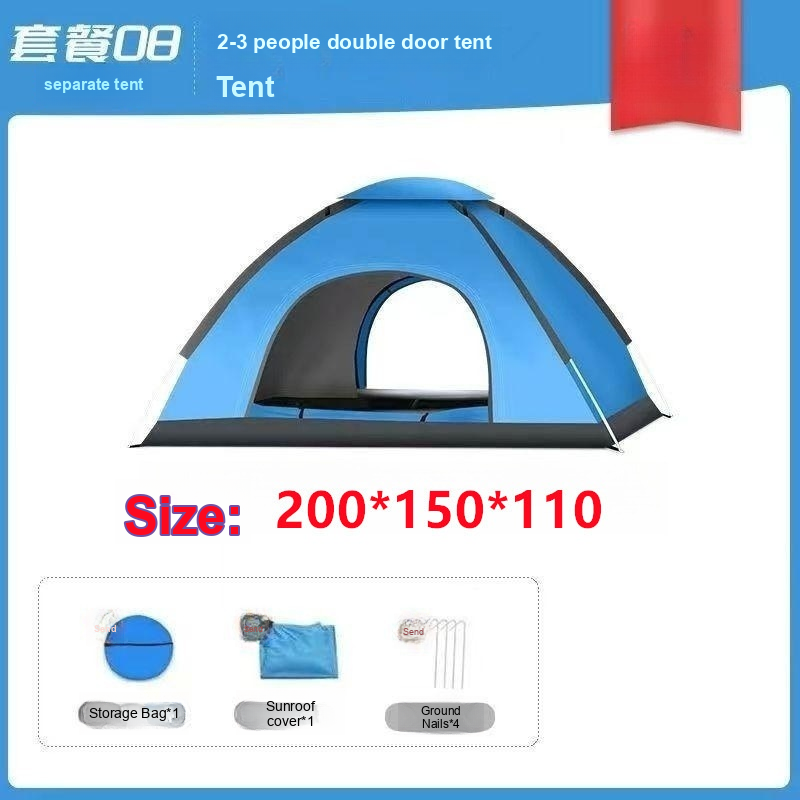 套餐08
separate tent
2-3 people double door tent
Tent
Size: 200*150*110
Send
Send
Storage Bag*1
Sunroof
cover*1
Ground
Nails*4